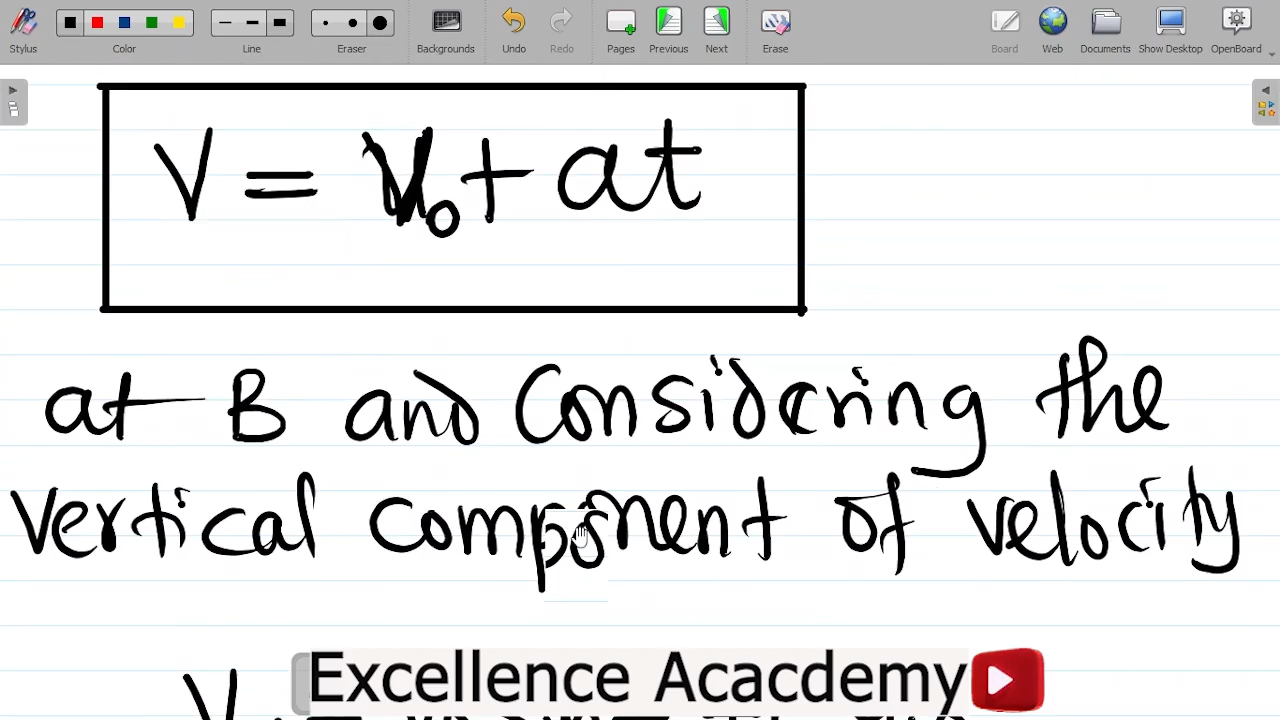 Stylus Color Line Eraser Backgrounds Undo Redo Pages Previous Next Erase Board Web Documents Show Desktop OpenBoard
V = V₀ + at
at B and Considering the
vertical component of velocity
V
Excellence Acacdemy